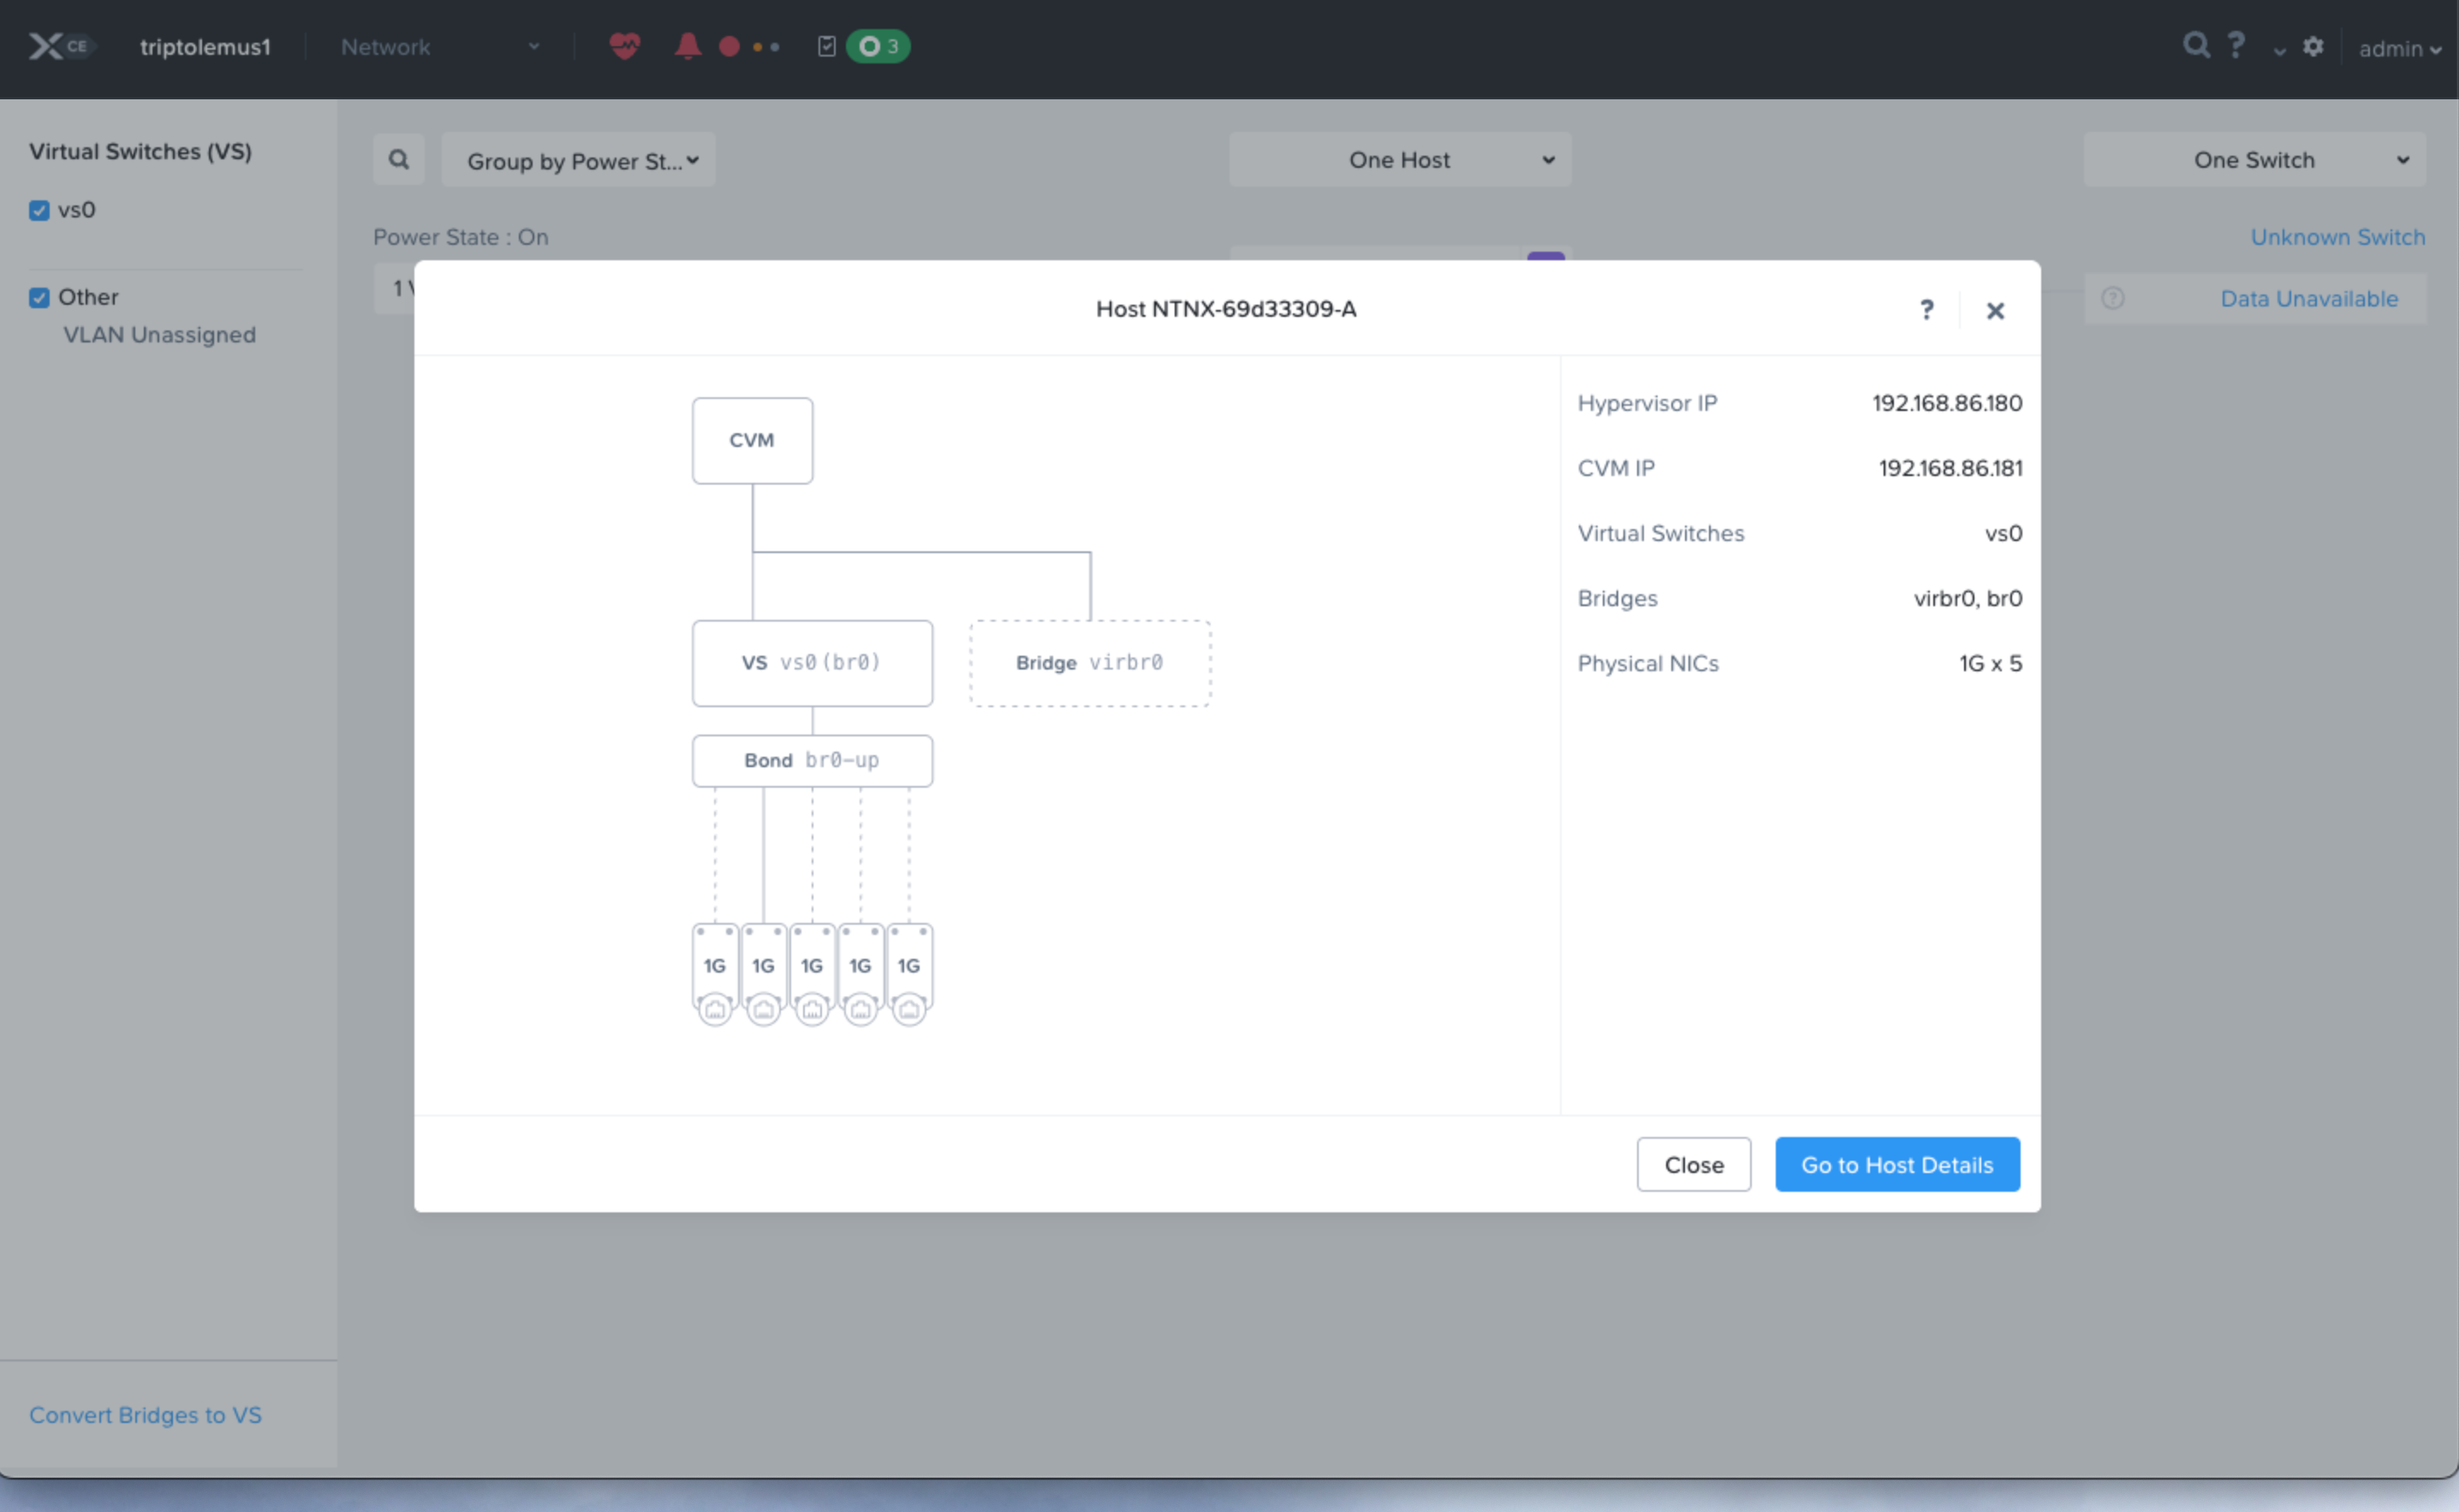 CE
triptolemus1
Network
3
?
admin
Virtual Switches (VS)
vs0
Other
VLAN Unassigned
Convert Bridges to VS
Group by Power St...
Power State : On
1
One Host
One Switch
Unknown Switch
?
Data Unavailable
Host NTNX-69d33309-A
?
CVM
VS vs0(br0)
Bridge virbr0
Bond br0-up
1G 1G 1G 1G 1G
Hypervisor IP 192.168.86.180
CVM IP 192.168.86.181
Virtual Switches vs0
Bridges virbr0, br0
Physical NICs 1G x 5
Close
Go to Host Details